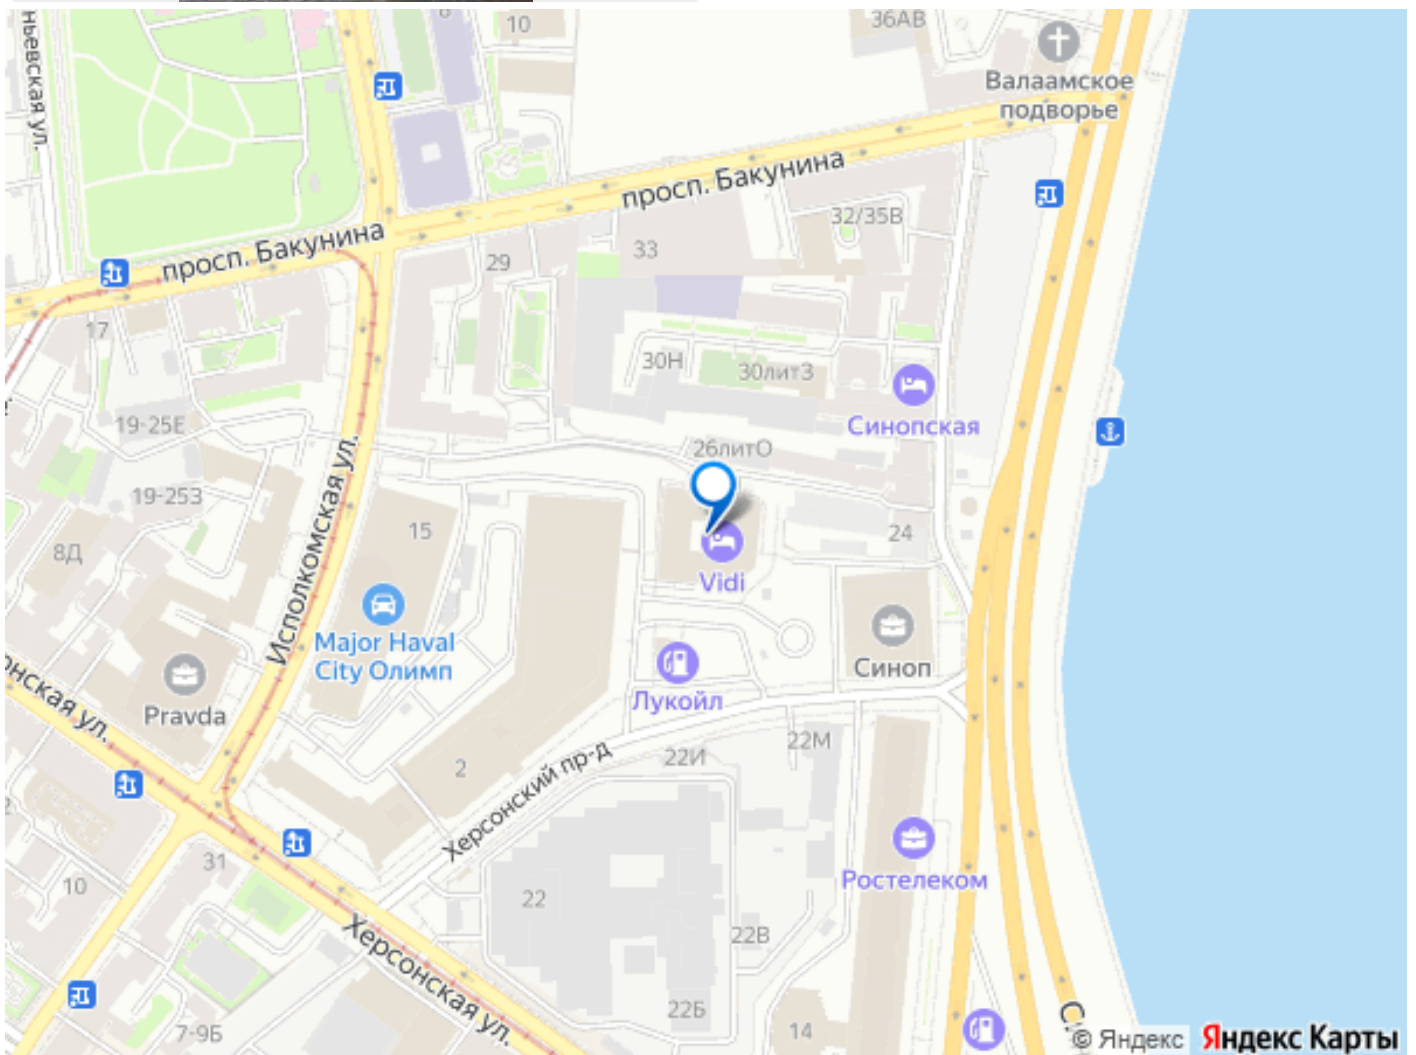 10
36АВ
Валаамское
подворье
просп. Бакунина
32/35В
просп. Бакунина
33
29
17
30Н
30лит3
Синопская
19-25Е
26литО
19-253
Исполкомская ул.
15
24
8Д
Vidi
Major Haval
City Олимп
Синоп
Pravda
Лукойл
22М
22И
2
Херсонский пр-д
31
10
22
Ростелеком
22В
Херсонская ул.
22Б
7-9Б
14
© Яндекс Яндекс Карты